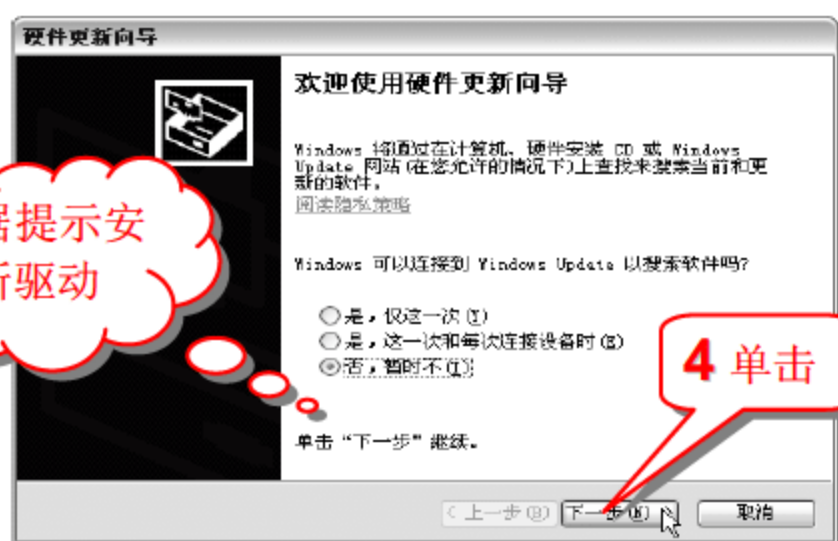 硬件更新向导
欢迎使用硬件更新向导
Windows 将通过在计算机、硬件安装 CD 或 Windows
Update 网站(在您允许的情况下)上查找来搜索当前和更
新的软件。
阅读隐私策略
据提示安
新驱动
Windows 可以连接到 Windows Update 以搜索软件吗?
是，仅这一次(Y)
是，这一次和每次连接设备时(E)
否，暂时不(T)
4 单击
单击“下一步”继续。
< 上一步(B)
下一步(N) >
取消